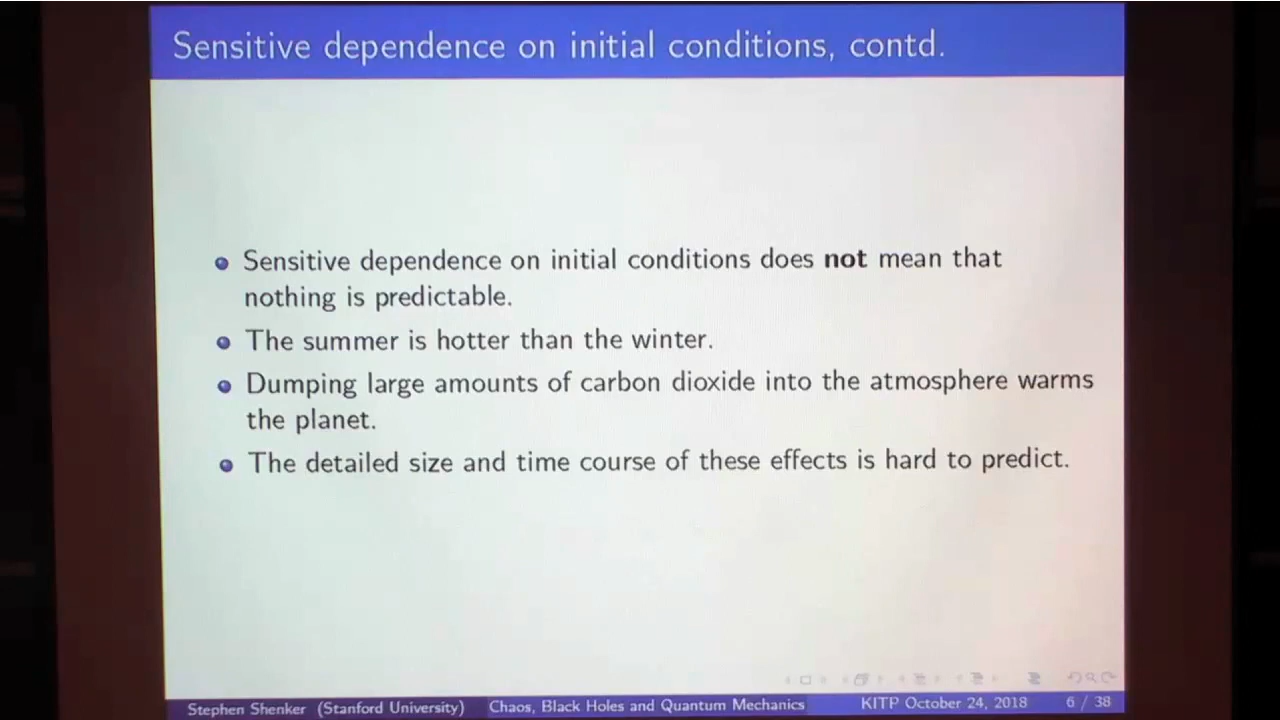 Sensitive dependence on initial conditions, contd.
Sensitive dependence on initial conditions does not mean that
nothing is predictable.
The summer is hotter than the winter.
Dumping large amounts of carbon dioxide into the atmosphere warms
the planet.
The detailed size and time course of these effects is hard to predict.
Stephen Shenker (Stanford University) Chaos, Black Holes and Quantum Mechanics KITP October 24, 2018 6 / 38